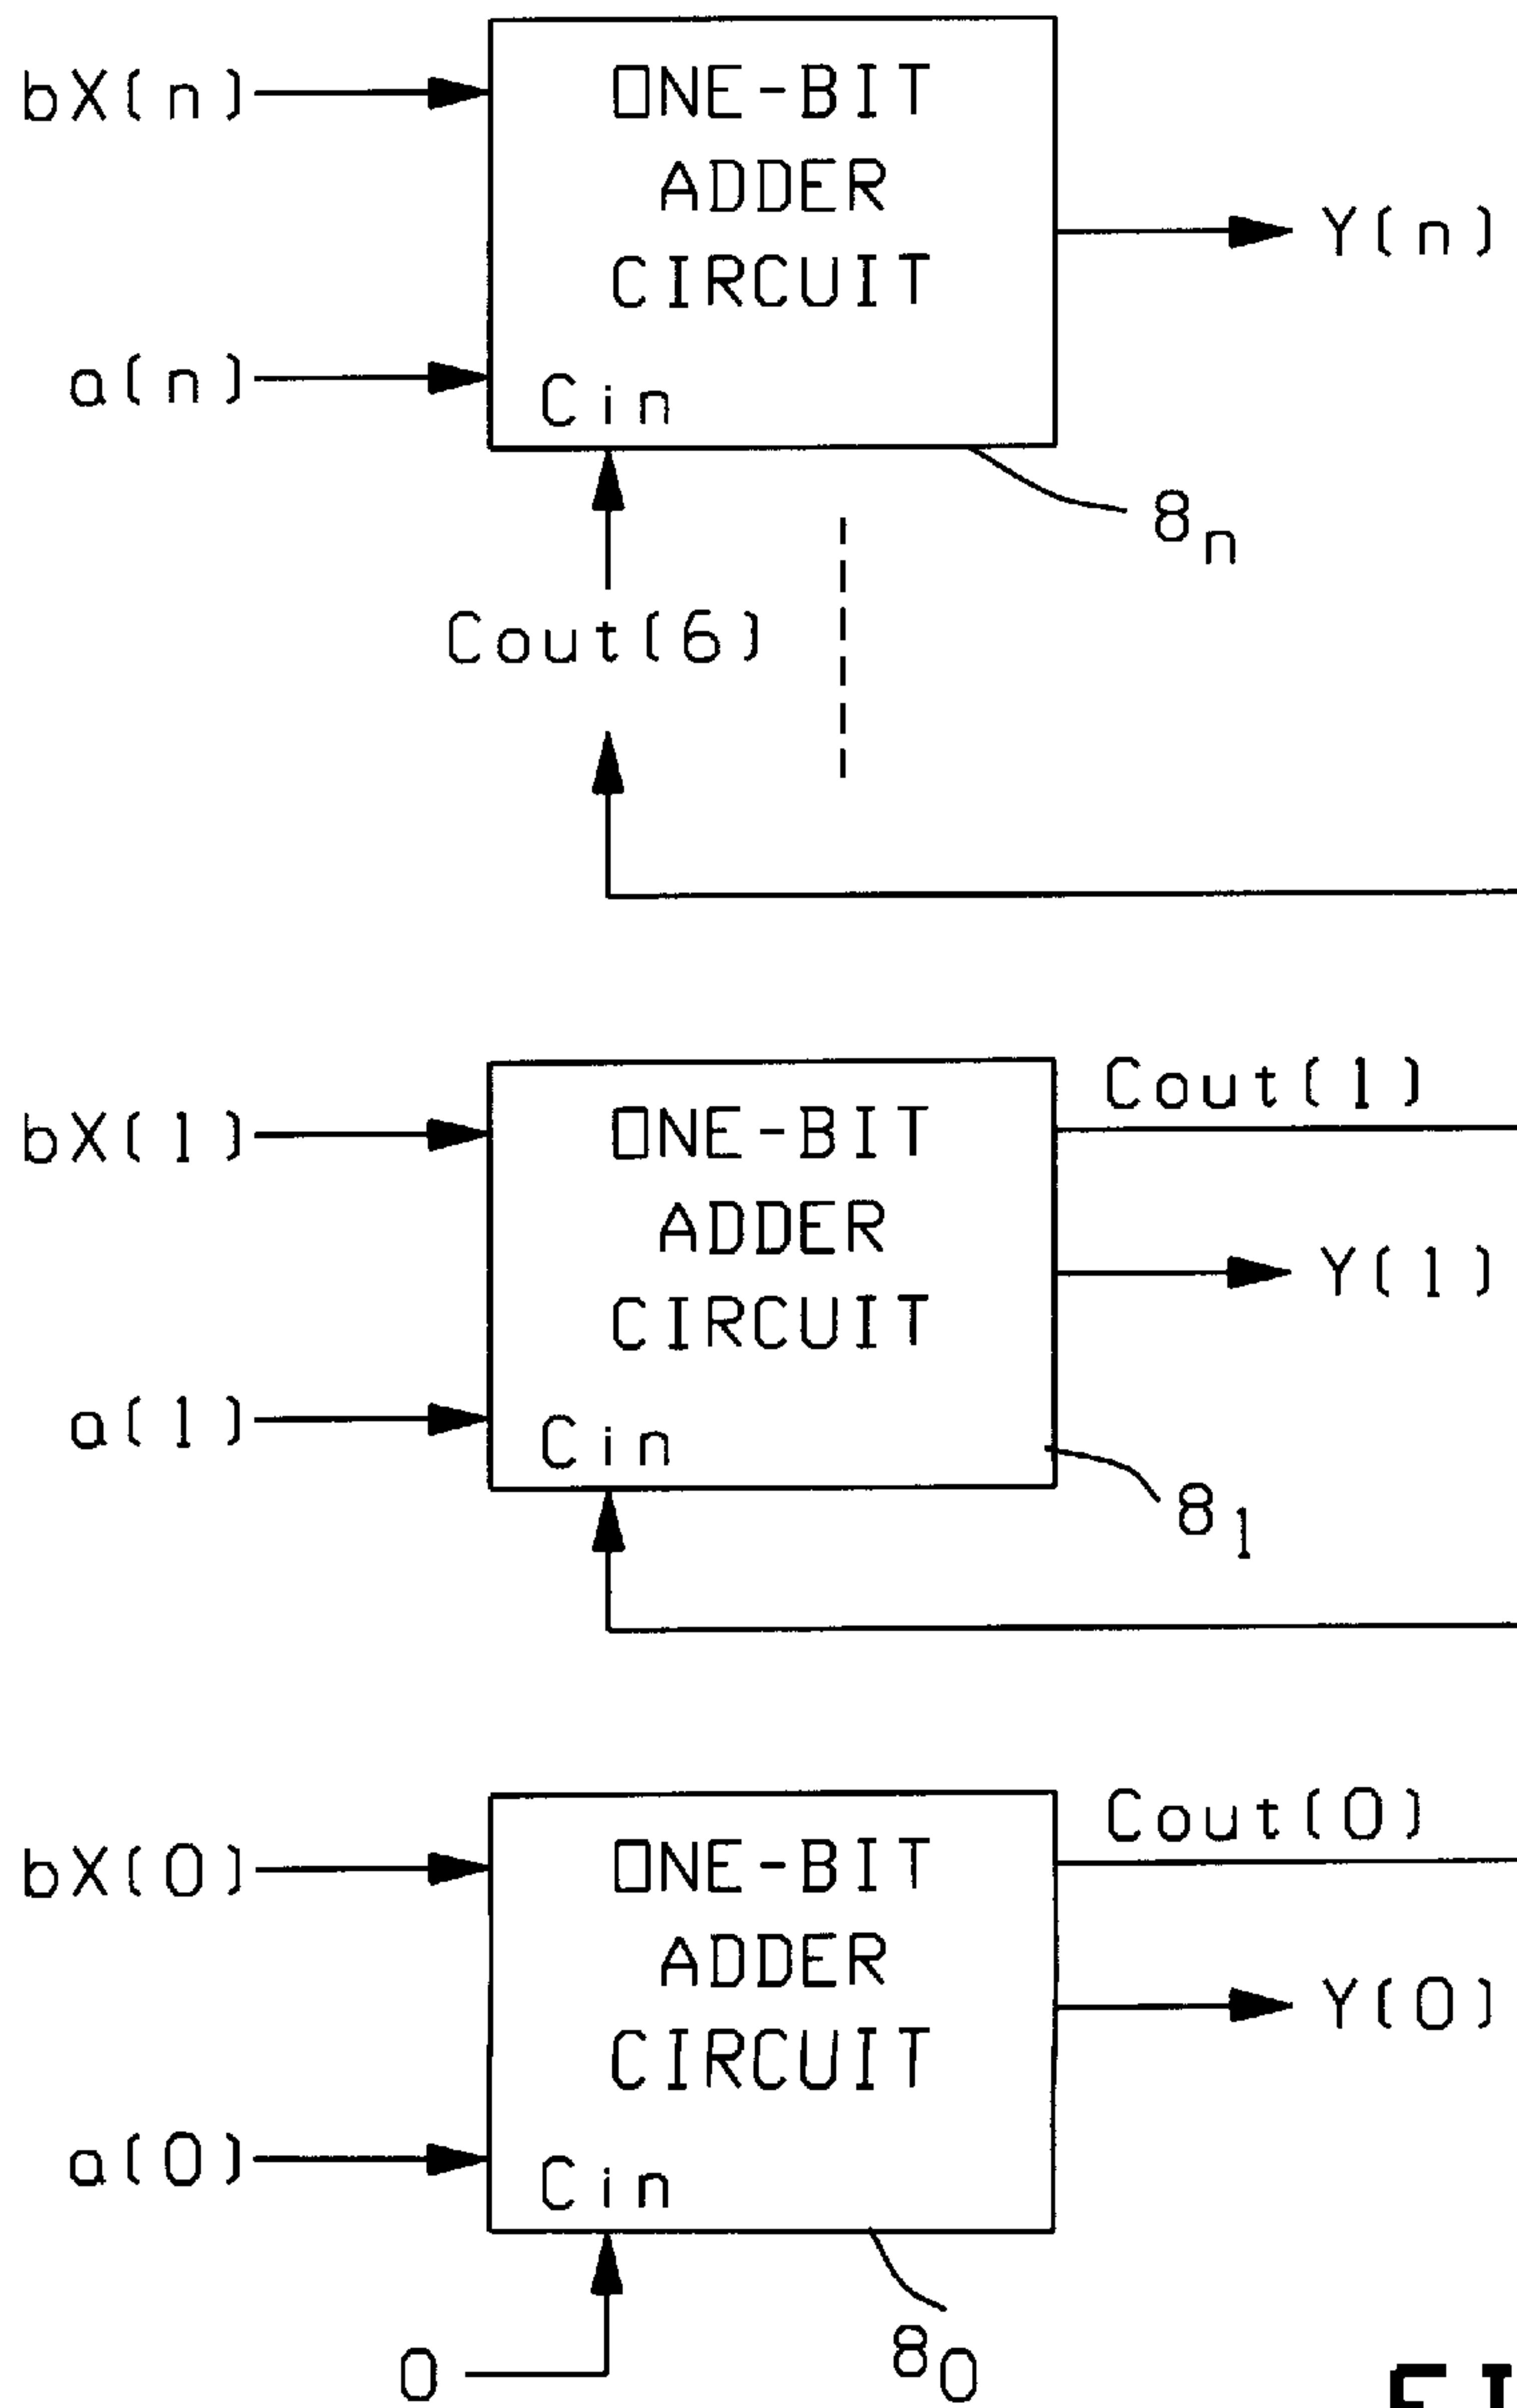 bX(n)
ONE-BIT
ADDER
CIRCUIT
Y(n)
a(n)
Cin
8n
Cout(6)
bX(1)
ONE-BIT
ADDER
CIRCUIT
Cout(1)
Y(1)
a(1)
Cin
81
bX(0)
ONE-BIT
ADDER
CIRCUIT
Cout(0)
Y(0)
a(0)
Cin
0
80